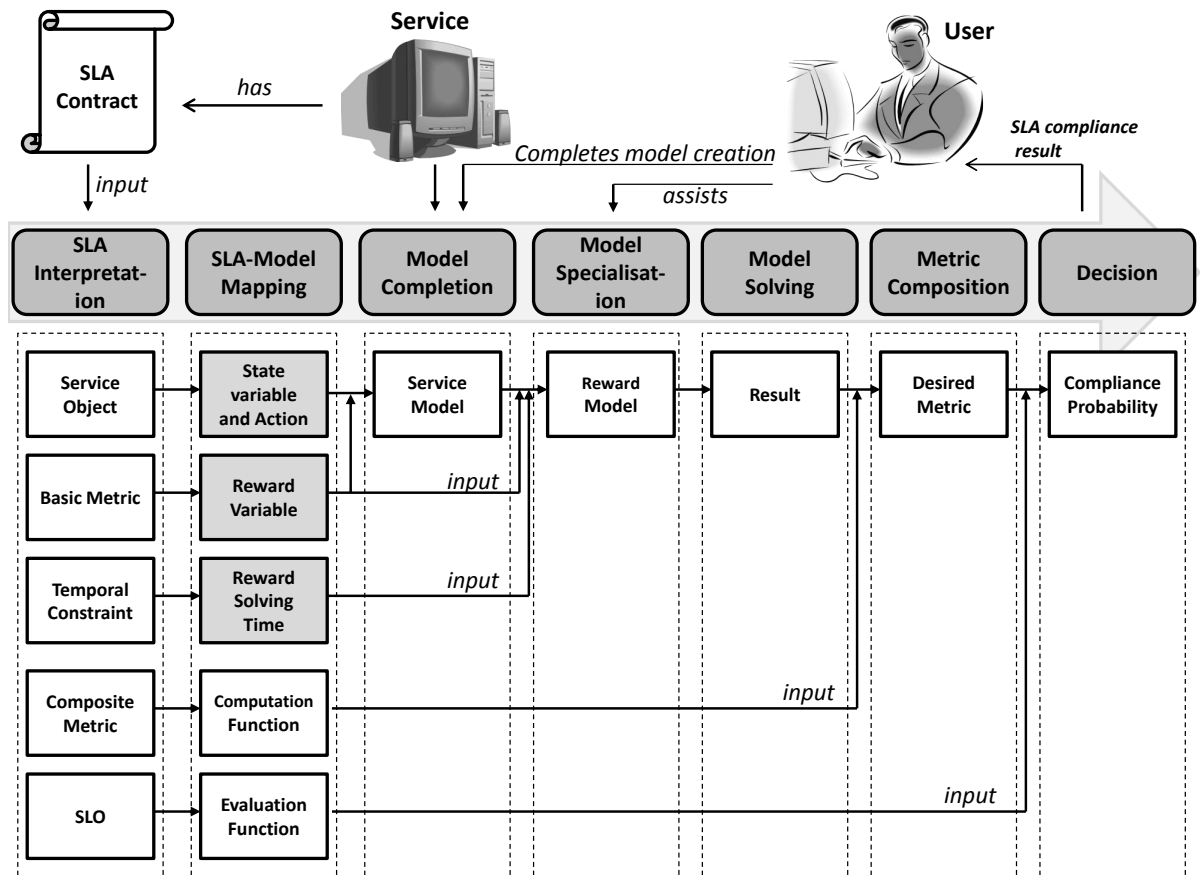 Service
User
SLA
Contract
has
SLA compliance
result
Completes model creation
input
assists
SLA
Interpretat-
ion
SLA-Model
Mapping
Model
Completion
Model
Specialisat-
ion
Model
Solving
Metric
Composition
Decision
Service
Object
State
variable
and Action
Service
Model
Reward
Model
Result
Desired
Metric
Compliance
Probability
Basic Metric
Reward
Variable
input
Temporal
Constraint
Reward
Solving
Time
input
Composite
Metric
Computation
Function
input
SLO
Evaluation
Function
input